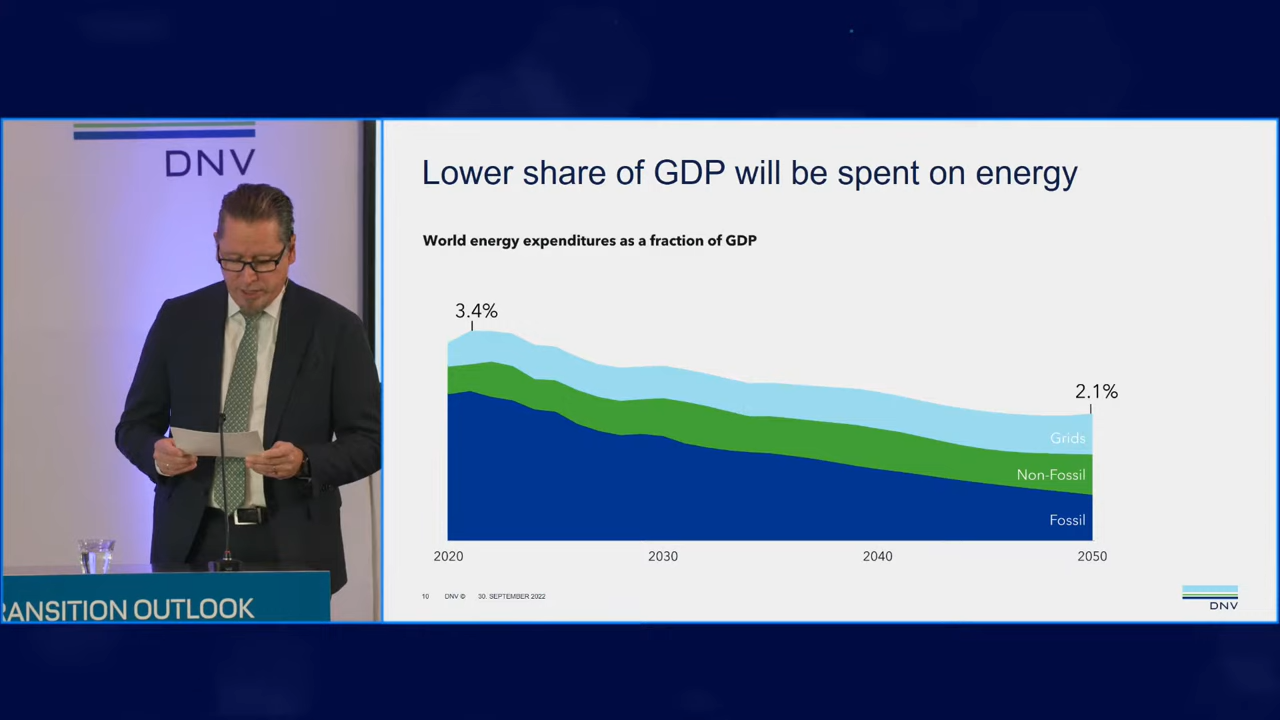 DNV
RANSITION OUTLOOK
Lower share of GDP will be spent on energy
World energy expenditures as a fraction of GDP
3.4%
2.1%
Grids
Non-Fossil
Fossil
2020 2030 2040 2050
10 DNV © 30. SEPTEMBER 2022
DNV